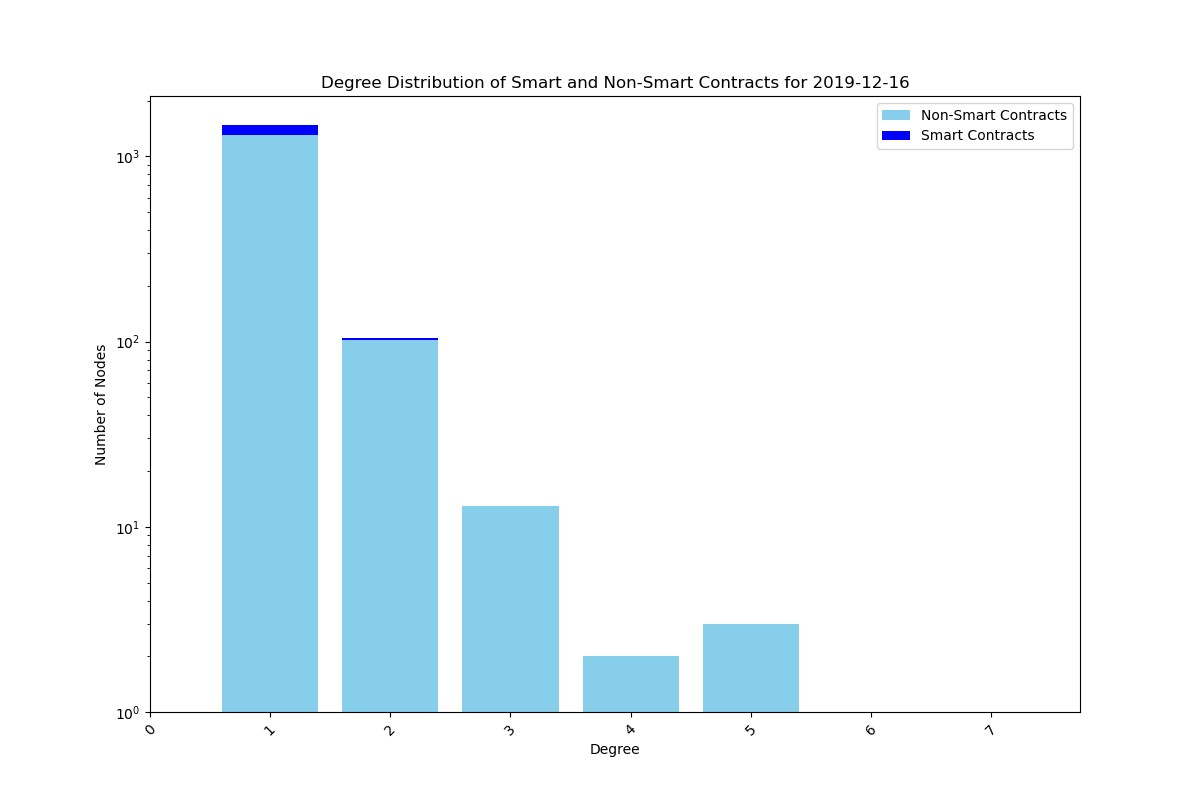 Degree Distribution of Smart and Non-Smart Contracts for 2019-12-16
Non-Smart Contracts
Smart Contracts
Number of Nodes
10³
10²
10¹
10⁰
0 1 2 3 4 5 6 7
Degree